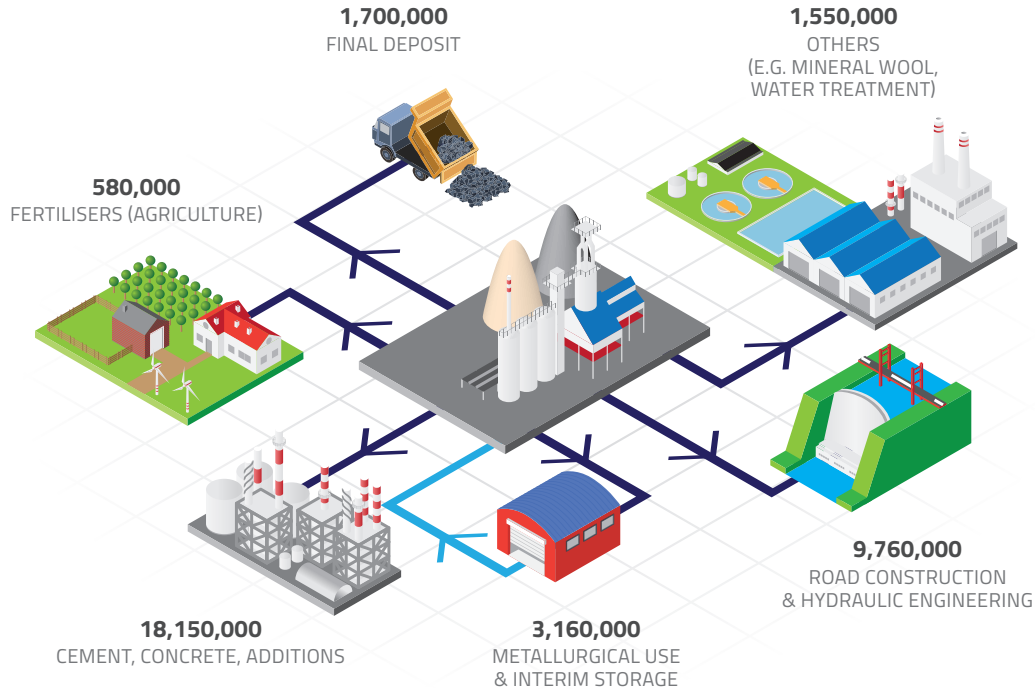 1,700,000
FINAL DEPOSIT
1,550,000
OTHERS
(E.G. MINERAL WOOL,
WATER TREATMENT)
580,000
FERTILISERS (AGRICULTURE)
9,760,000
ROAD CONSTRUCTION
& HYDRAULIC ENGINEERING
18,150,000
CEMENT, CONCRETE, ADDITIONS
3,160,000
METALLURGICAL USE
& INTERIM STORAGE